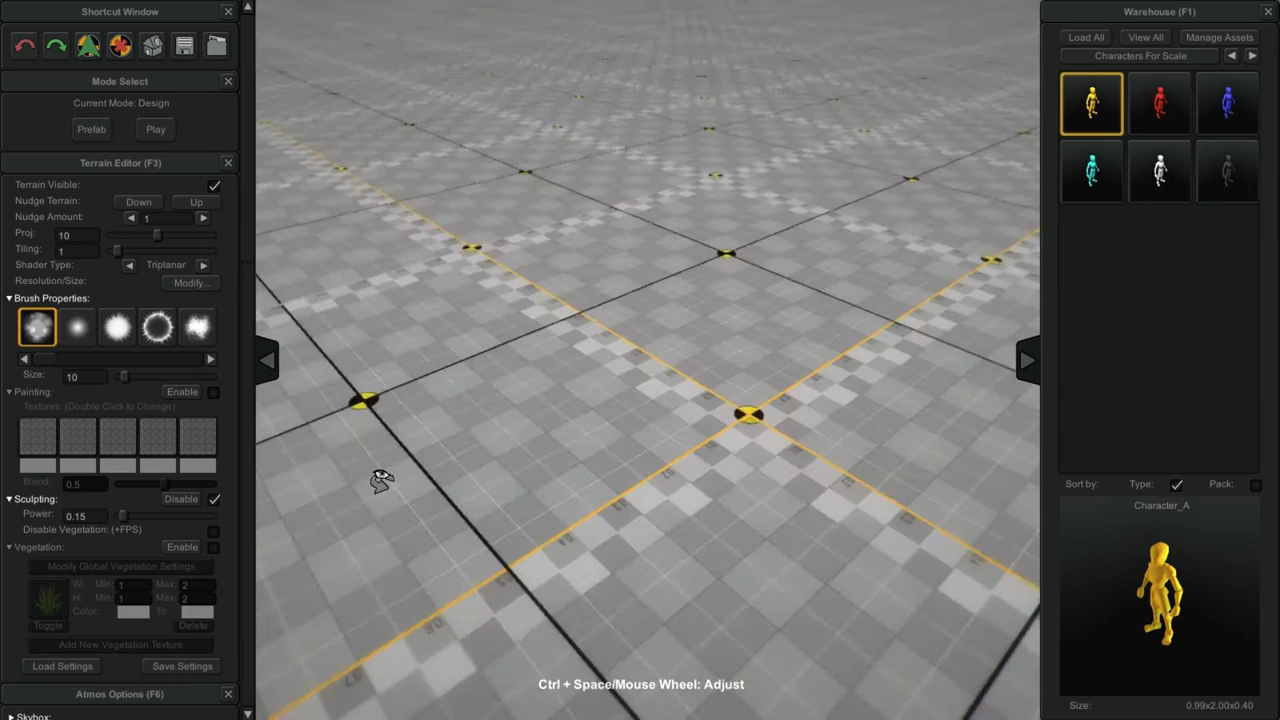 Shortcut Window
Mode Select
Current Mode: Design
Prefab
Play
Terrain Editor (F3)
Terrain Visible:
Nudge Terrain: Down Up
Nudge Amount: 1
Proj: 10
Tiling: 1
Shader Type: Triplanar
Resolution/Size: Modify...
Brush Properties:
Size: 10
Painting: Enable
Textures: (Double Click to Change)
Blend: 0.5
Sculpting: Disable
Power: 0.15
Disable Vegetation: (+FPS)
Vegetation: Enable
Modify Global Vegetation Settings
W: Min: 1 Max: 2
H: Min: 1 Max: 2
Color: To:
Toggle Delete
Add New Vegetation Texture
Load Settings Save Settings
Atmos Options (F6)
Skybox:
Ctrl + Space/Mouse Wheel: Adjust
Warehouse (F1)
Load All View All Manage Assets
Characters For Scale
Sort by: Type: Pack:
Character_A
Size: 0.99x2.00x0.40